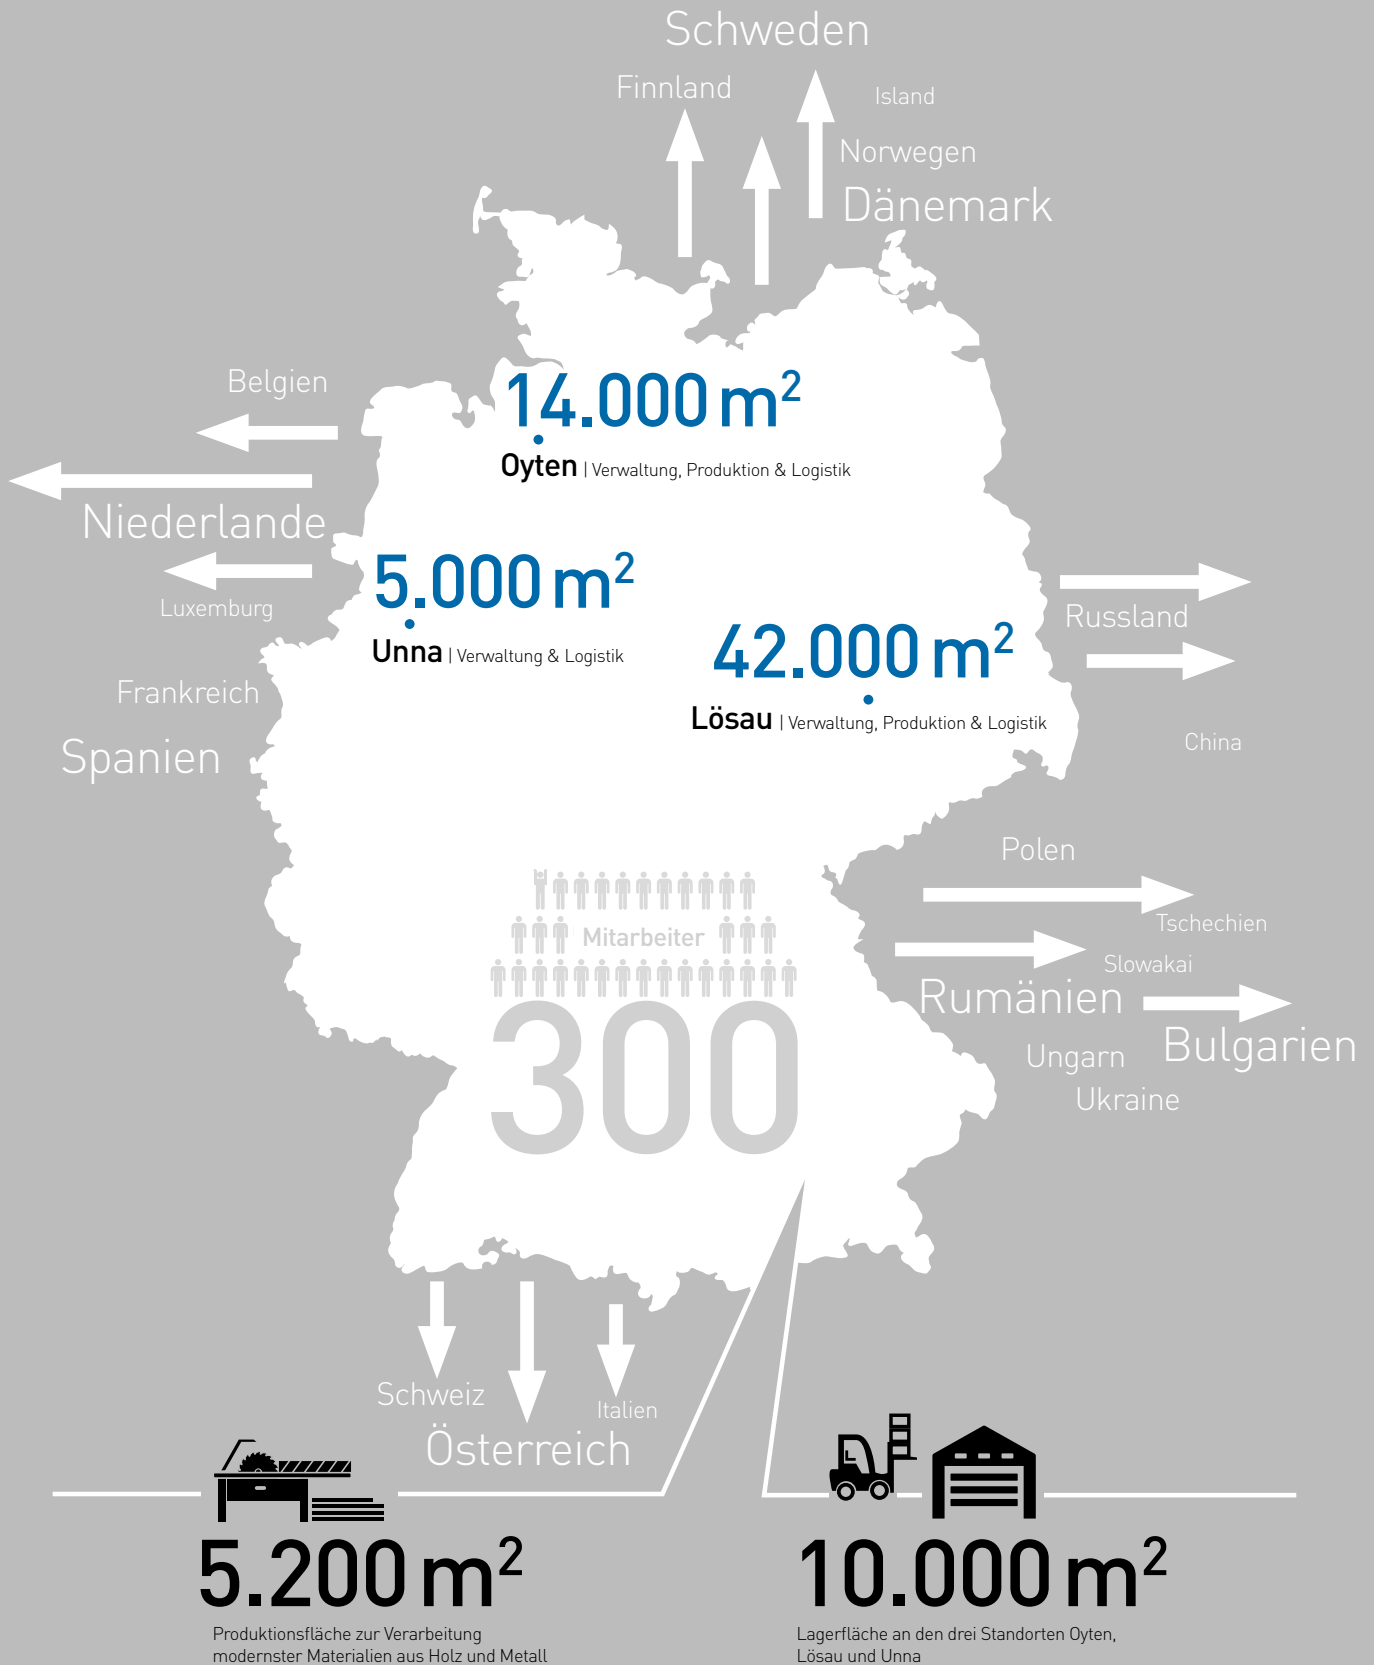 Schweden
Finnland
Island
Norwegen
Dänemark
Belgien
14.000 m²
Oyten | Verwaltung, Produktion & Logistik
Niederlande
5.000 m²
Luxemburg
Unna | Verwaltung & Logistik
Russland
42.000 m²
Lösau | Verwaltung, Produktion & Logistik
Frankreich
Spanien
China
Polen
Tschechien
Mitarbeiter
Slowakai
300
Rumänien
Bulgarien
Ungarn
Ukraine
Schweiz
Italien
Österreich
5.200 m²
Produktionsfläche zur Verarbeitung
modernster Materialien aus Holz und Metall
10.000 m²
Lagerfläche an den drei Standorten Oyten,
Lösau und Unna